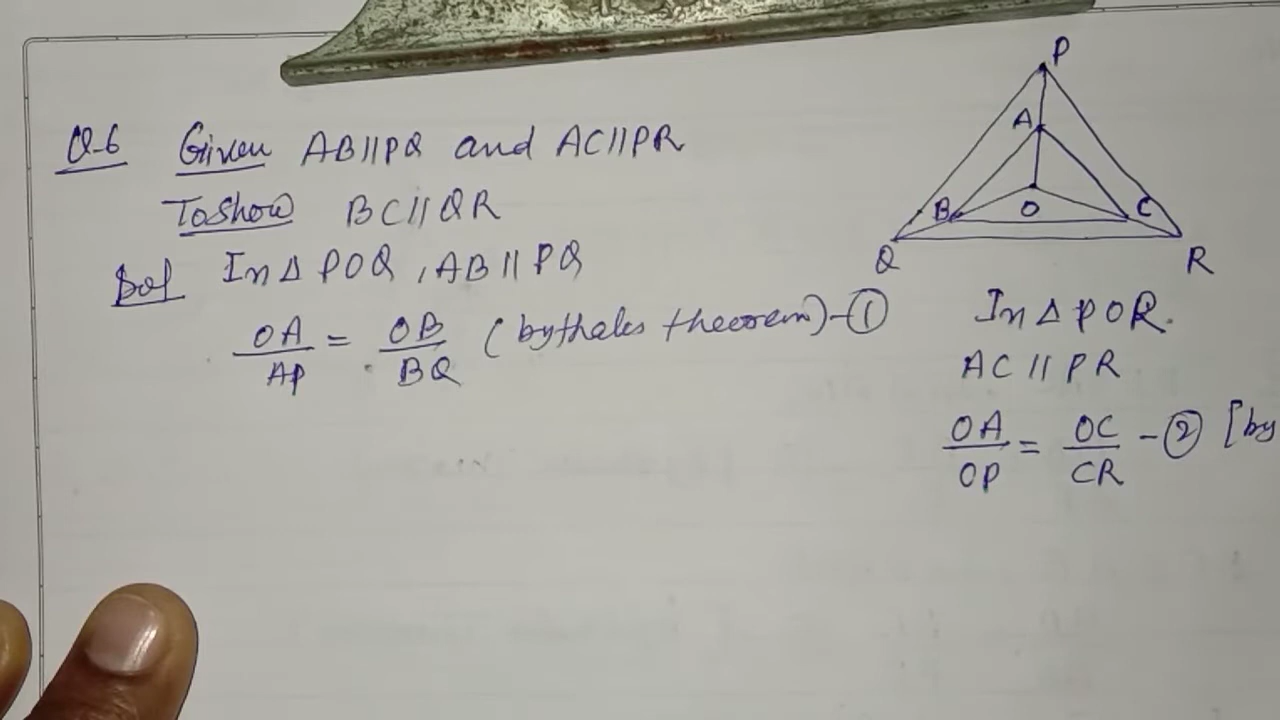 Q-6 Given AB||PQ and AC||PR
To show BC||QR
Sol In Δ POQ, AB||PQ
OA/AP = OB/BQ (by thales theorem) - ①
P
A
B O C
Q R
In Δ POR.
AC||PR
OA/OP = OC/CR - ② [by